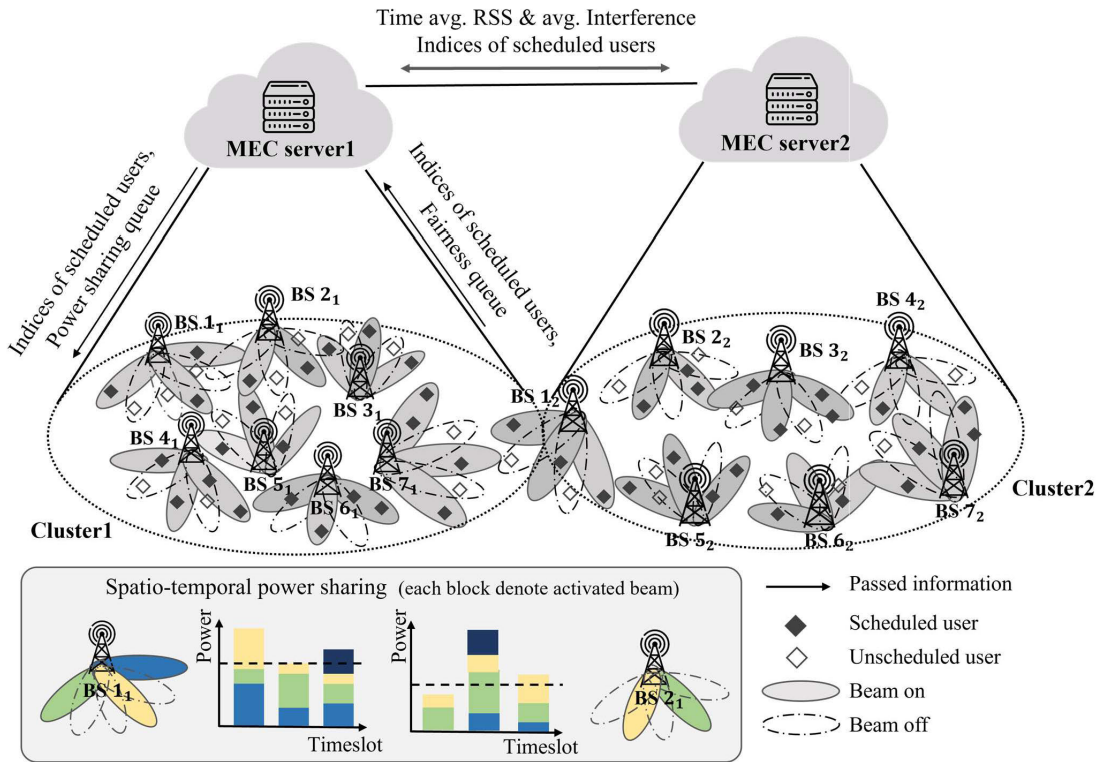 Time avg. RSS & avg. Interference
Indices of scheduled users
MEC server1
MEC server2
Indices of scheduled users,
Power sharing queue
Indices of scheduled users,
Fairness queue
BS 1₁
BS 2₁
BS 3₁
BS 4₁
BS 5₁
BS 6₁
BS 7₁
Cluster1
BS 1₂
BS 2₂
BS 3₂
BS 4₂
BS 5₂
BS 6₂
BS 7₂
Cluster2
Spatio-temporal power sharing (each block denote activated beam)
BS 1₁
Power
Timeslot
Power
Timeslot
BS 2₁
Passed information
Scheduled user
Unscheduled user
Beam on
Beam off